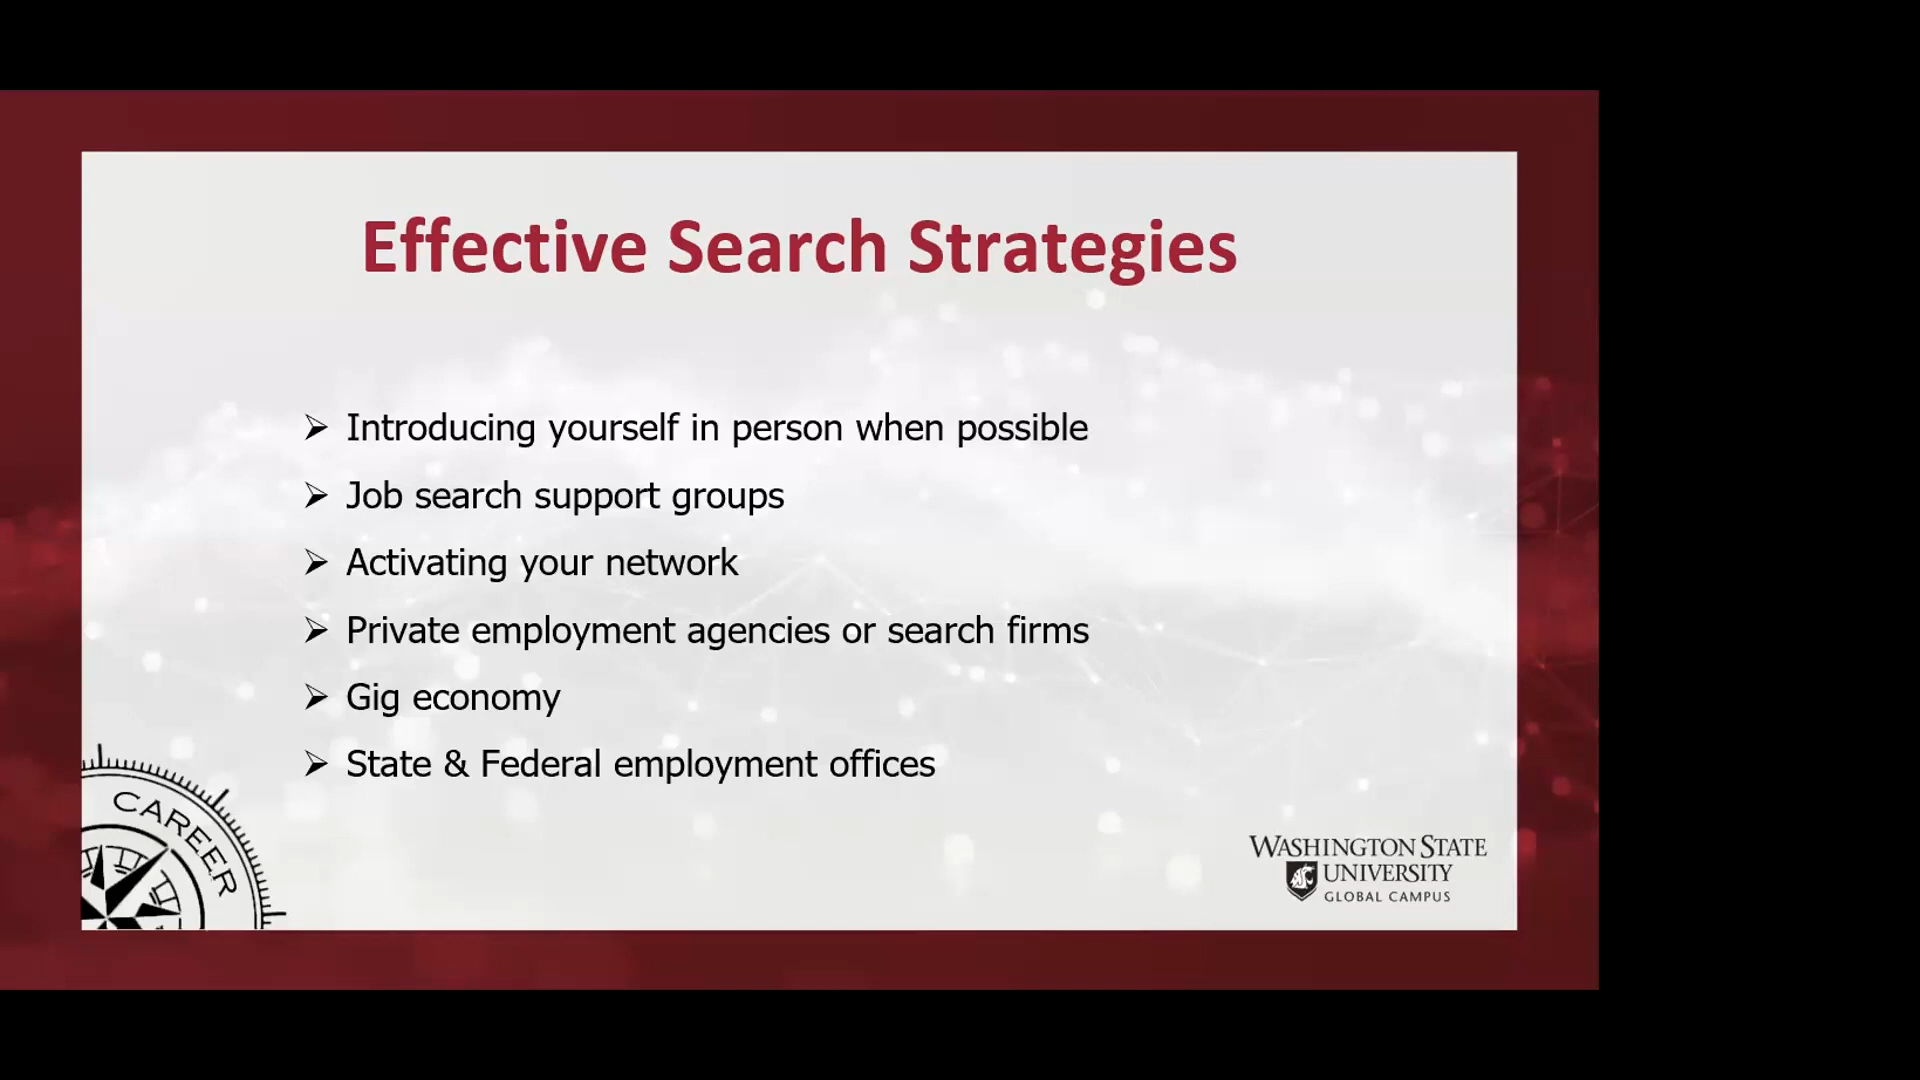 Effective Search Strategies
➢ Introducing yourself in person when possible
➢ Job search support groups
➢ Activating your network
➢ Private employment agencies or search firms
➢ Gig economy
➢ State & Federal employment offices
CAREER
WASHINGTON STATE
UNIVERSITY
GLOBAL CAMPUS